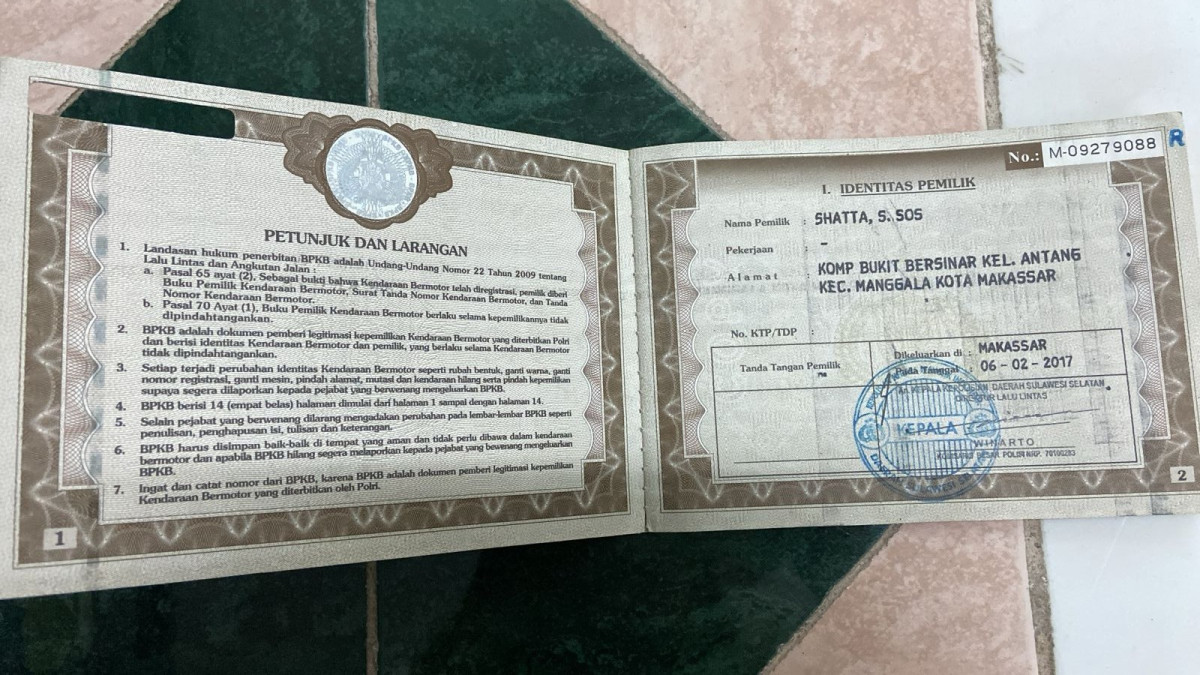 PETUNJUK DAN LARANGAN
1. Landasan hukum penerbitan BPKB adalah Undang-Undang Nomor 22 Tahun 2009 tentang
Lalu Lintas dan Angkutan Jalan :
a. Pasal 65 ayat (2), Sebagai bukti bahwa Kendaraan Bermotor telah diregistrasi, pemilik diberi
Buku Pemilik Kendaraan Bermotor, Surat Tanda Nomor Kendaraan Bermotor, dan Tanda
Nomor Kendaraan Bermotor.
b. Pasal 70 Ayat (1), Buku Pemilik Kendaraan Bermotor berlaku selama kepemilikannya tidak
dipindahtangankan.
2. BPKB adalah dokumen pemberi legitimasi kepemilikan Kendaraan Bermotor yang diterbitkan Polri
dan berisi identitas Kendaraan Bermotor dan pemilik, yang berlaku selama Kendaraan Bermotor
tidak dipindahtangankan.
3. Setiap terjadi perubahan identitas Kendaraan Bermotor seperti rubah bentuk, ganti warna, ganti
nomor registrasi, ganti mesin, pindah alamat, mutasi dan kendaraan hilang serta pindah kepemilikan
supaya segera dilaporkan kepada pejabat yang berwenang mengeluarkan BPKB.
4. BPKB berisi 14 (empat belas) halaman dimulai dari halaman 1 sampai dengan halaman 14.
5. Selain pejabat yang berwenang dilarang mengadakan perubahan pada lembar-lembar BPKB seperti
penulisan, penghapusan isi, tulisan dan keterangan.
6. BPKB harus disimpan baik-baik di tempat yang aman dan tidak perlu dibawa dalam kendaraan
bermotor dan apabila BPKB hilang segera melaporkan kepada pejabat yang bewenang mengeluarkan
BPKB.
7. Ingat dan catat nomor dari BPKB, karena BPKB adalah dokumen pemberi legitimasi kepemilikan
Kendaraan Bermotor yang diterbitkan oleh Polri.
1
No.: M-09279088 R
I. IDENTITAS PEMILIK
Nama Pemilik : SHATTA, S.SOS
Pekerjaan : -
Alamat : KOMP BUKIT BERSINAR KEL. ANTANG
KEC. MANGGALA KOTA MAKASSAR
No. KTP/TDP :
Tanda Tangan Pemilik
Dikeluarkan di : MAKASSAR
Pada Tanggal : 06 - 02 - 2017
KEPALA KEPOLISIAN DAERAH SULAWESI SELATAN
LALU LINTAS
KEPALA
WINARTO
2